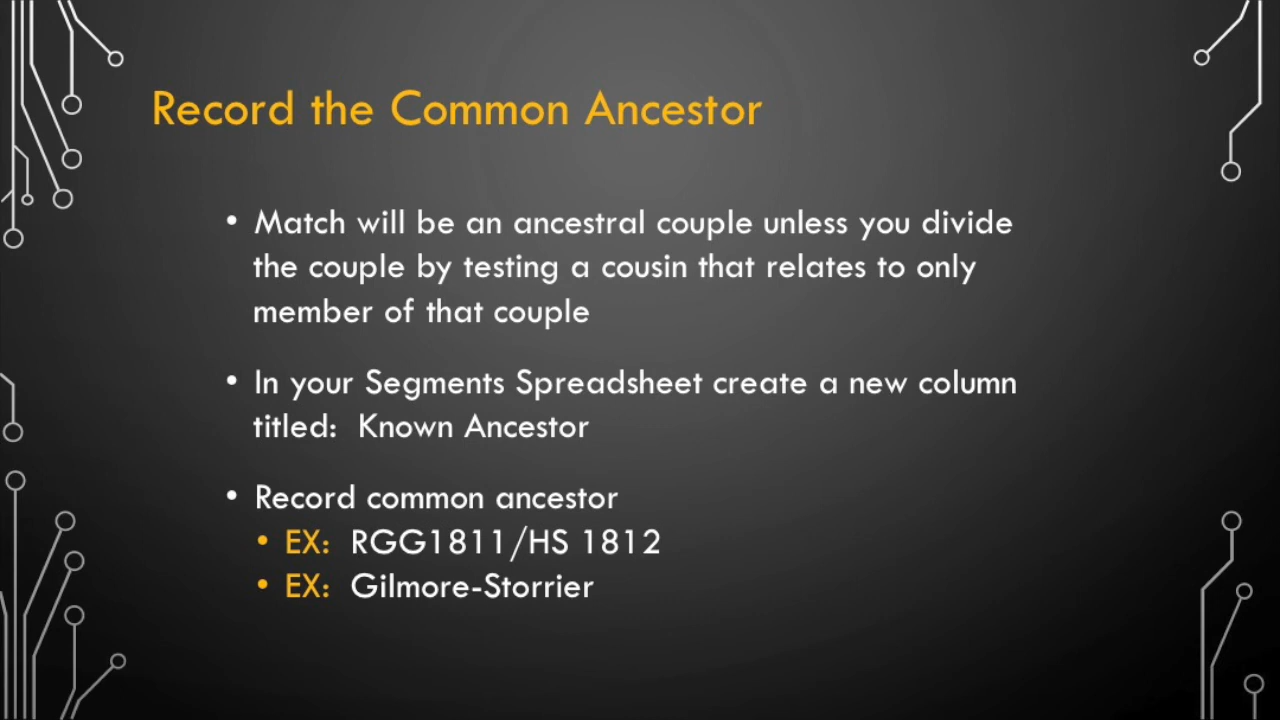 Record the Common Ancestor
• Match will be an ancestral couple unless you divide
the couple by testing a cousin that relates to only
member of that couple
• In your Segments Spreadsheet create a new column
titled:  Known Ancestor
• Record common ancestor
• EX:  RGG1811/HS 1812
• EX:  Gilmore-Storrier